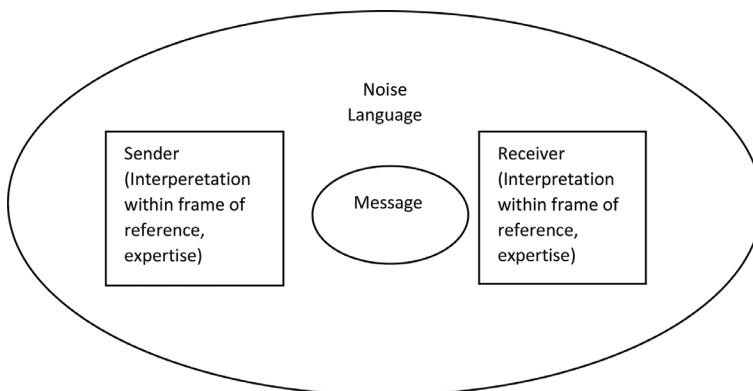 Noise
Language
Sender
(Interperetation
within frame of
reference,
expertise)
Message
Receiver
(Interpretation
within frame of
reference,
expertise)